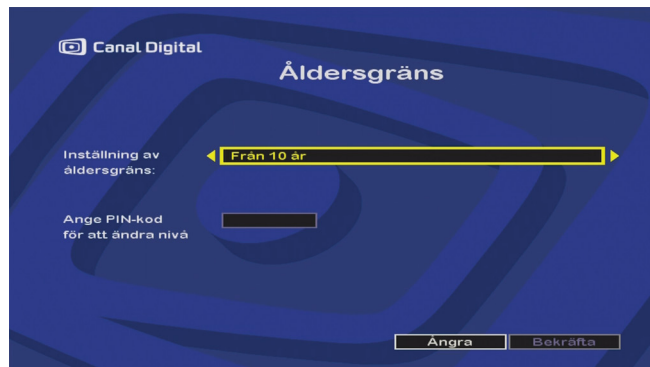 Canal Digital
Åldersgräns
Inställning av
åldersgräns:
Från 10 år
Ange PIN-kod
för att ändra nivå
Ångra
Bekräfta